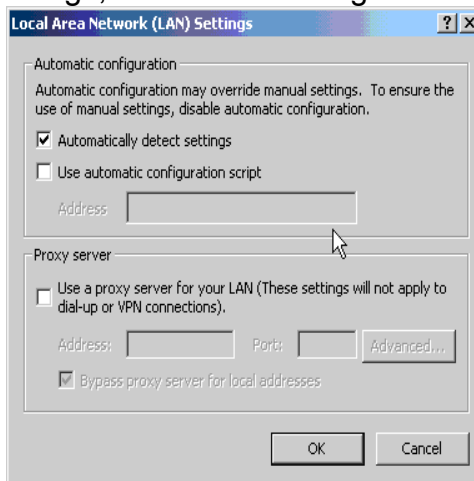 Local Area Network (LAN) Settings
Automatic configuration
Automatic configuration may override manual settings. To ensure the
use of manual settings, disable automatic configuration.
Automatically detect settings
Use automatic configuration script
Address
Proxy server
Use a proxy server for your LAN (These settings will not apply to
dial-up or VPN connections).
Address: Port: Advanced...
Bypass proxy server for local addresses
OK Cancel